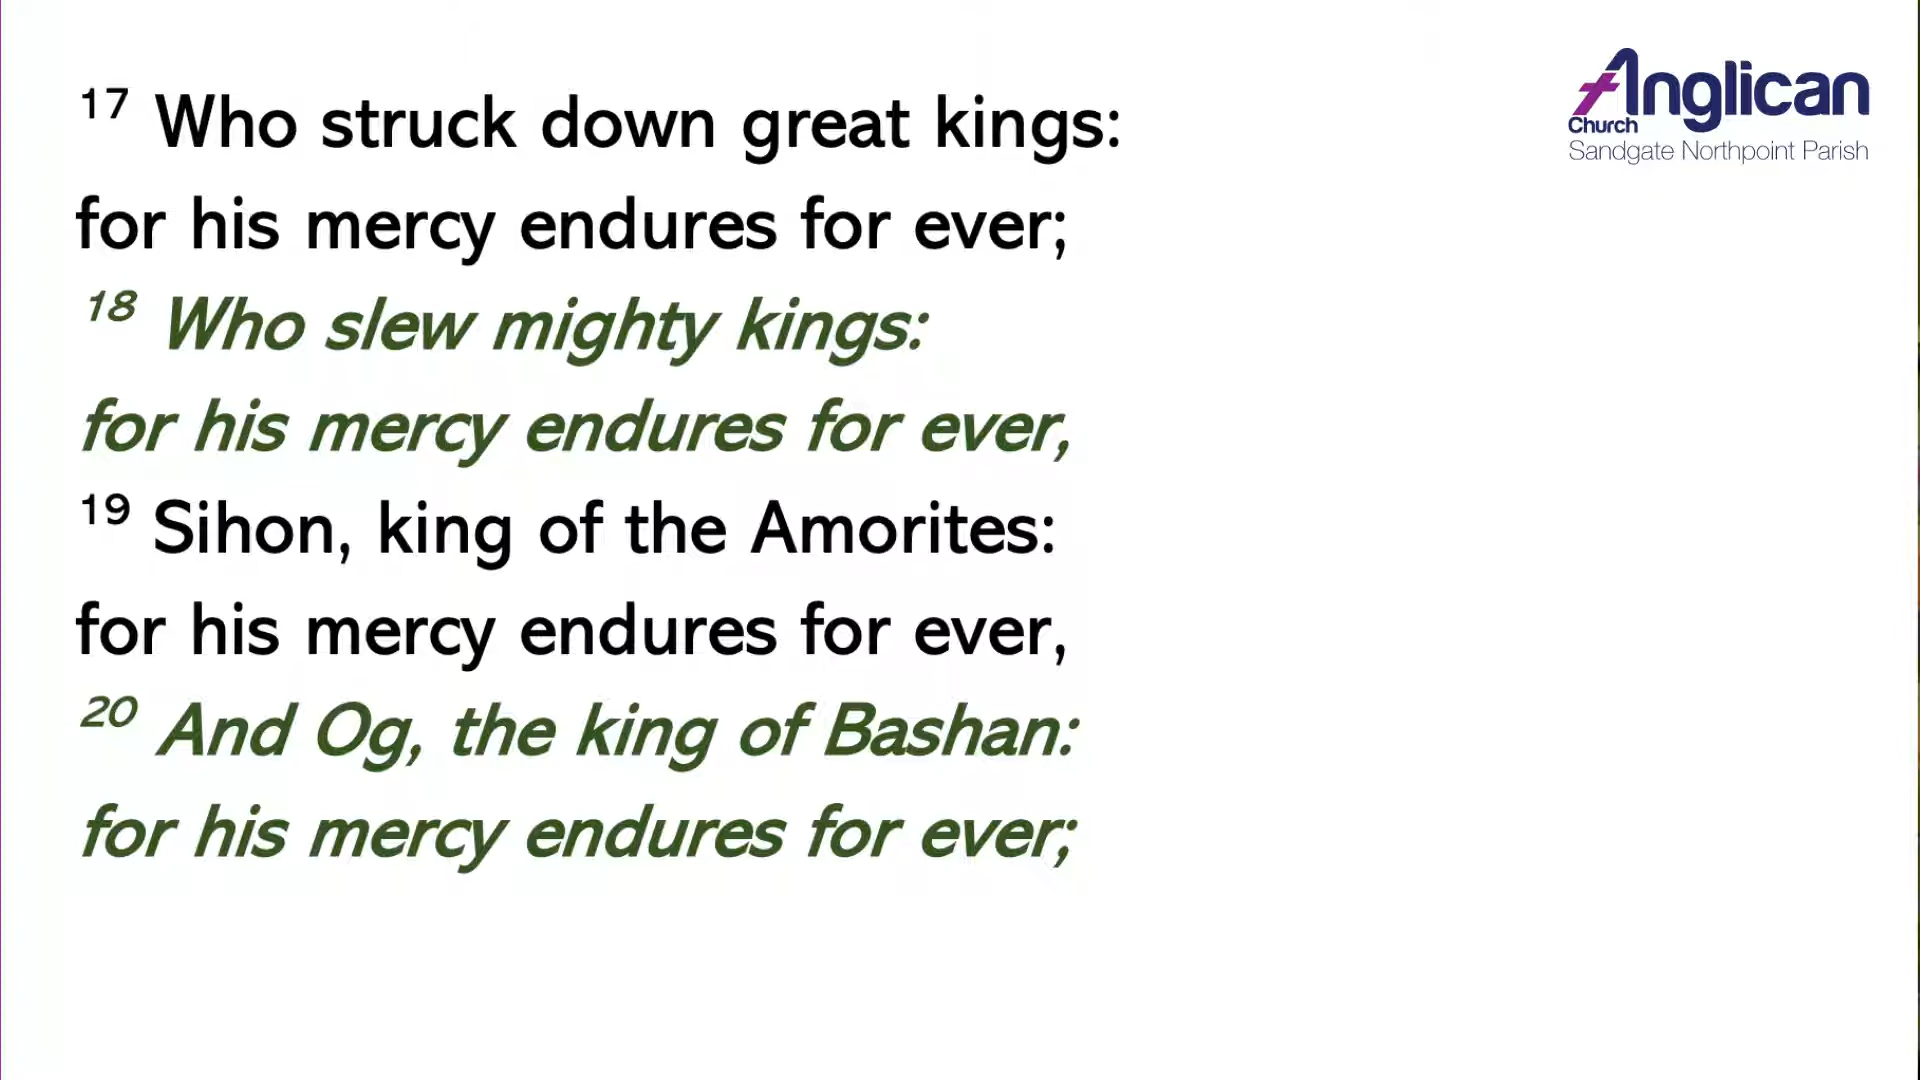 17 Who struck down great kings:
for his mercy endures for ever;
18 Who slew mighty kings:
for his mercy endures for ever,
19 Sihon, king of the Amorites:
for his mercy endures for ever,
20 And Og, the king of Bashan:
for his mercy endures for ever;
Anglican
Church
Sandgate Northpoint Parish